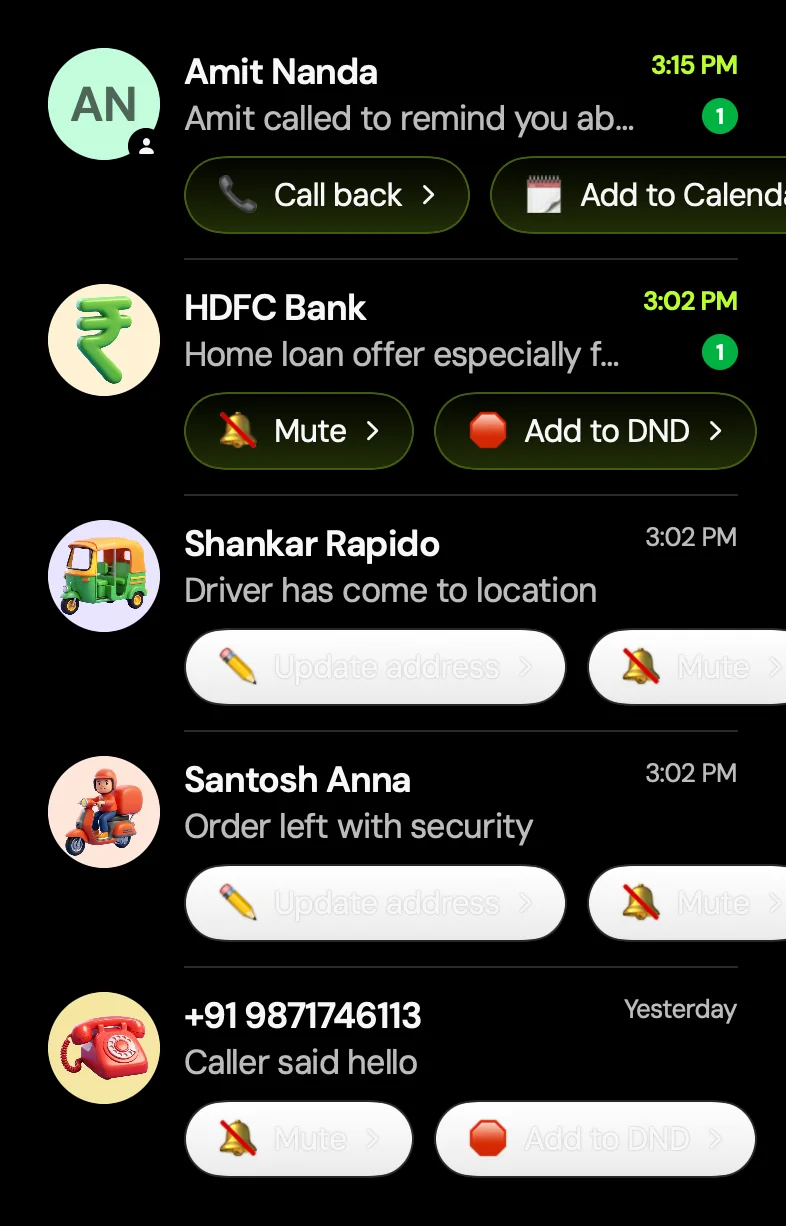 AN
Amit Nanda
3:15 PM
Amit called to remind you ab...
1
Call back
Add to Calenda
HDFC Bank
3:02 PM
Home loan offer especially f...
1
Mute
Add to DND
Shankar Rapido
3:02 PM
Driver has come to location
Update address
Mute
Santosh Anna
3:02 PM
Order left with security
Update address
Mute
+91 9871746113
Yesterday
Caller said hello
Mute
Add to DND